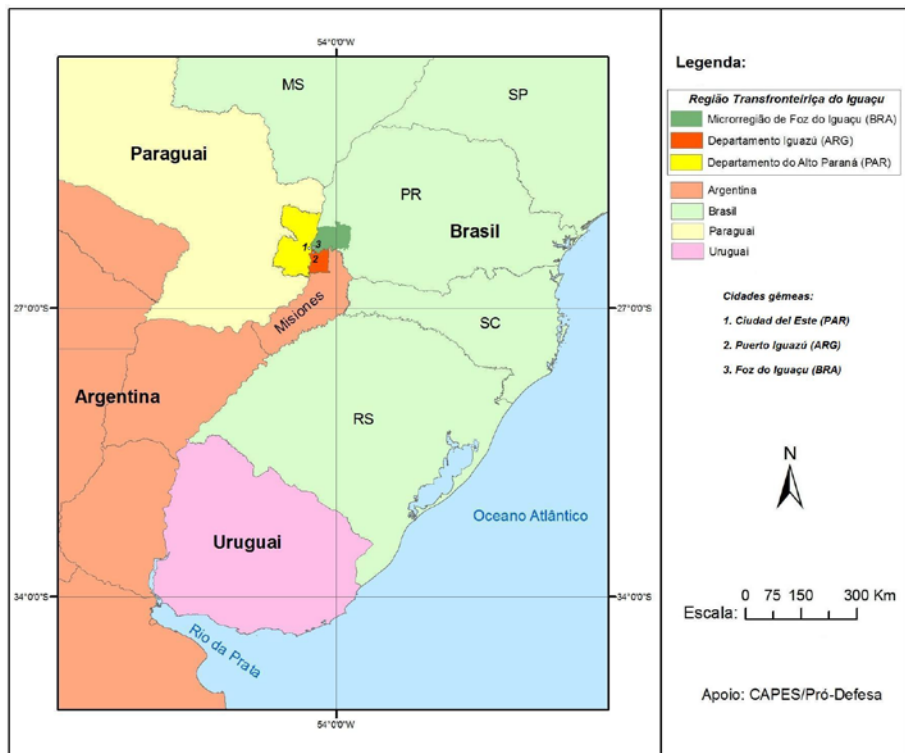 54°0'0"W
MS
SP
Paraguai
PR
Brasil
1
3
2
27°0'0"S
27°0'0"S
Misiones
SC
Argentina
RS
Oceano Atlântico
Uruguai
34°0'0"S
34°0'0"S
Rio da Prata
54°0'0"W
Legenda:
Região Transfronteiriça do Iguaçu
Microrregião de Foz do Iguaçu (BRA)
Departamento Iguazú (ARG)
Departamento do Alto Paraná (PAR)
Argentina
Brasil
Paraguai
Uruguai
Cidades gêmeas:
1. Ciudad del Este (PAR)
2. Puerto Iguazú (ARG)
3. Foz do Iguaçu (BRA)
N
0 75 150 300 Km
Escala:
Apoio: CAPES/Pró-Defesa